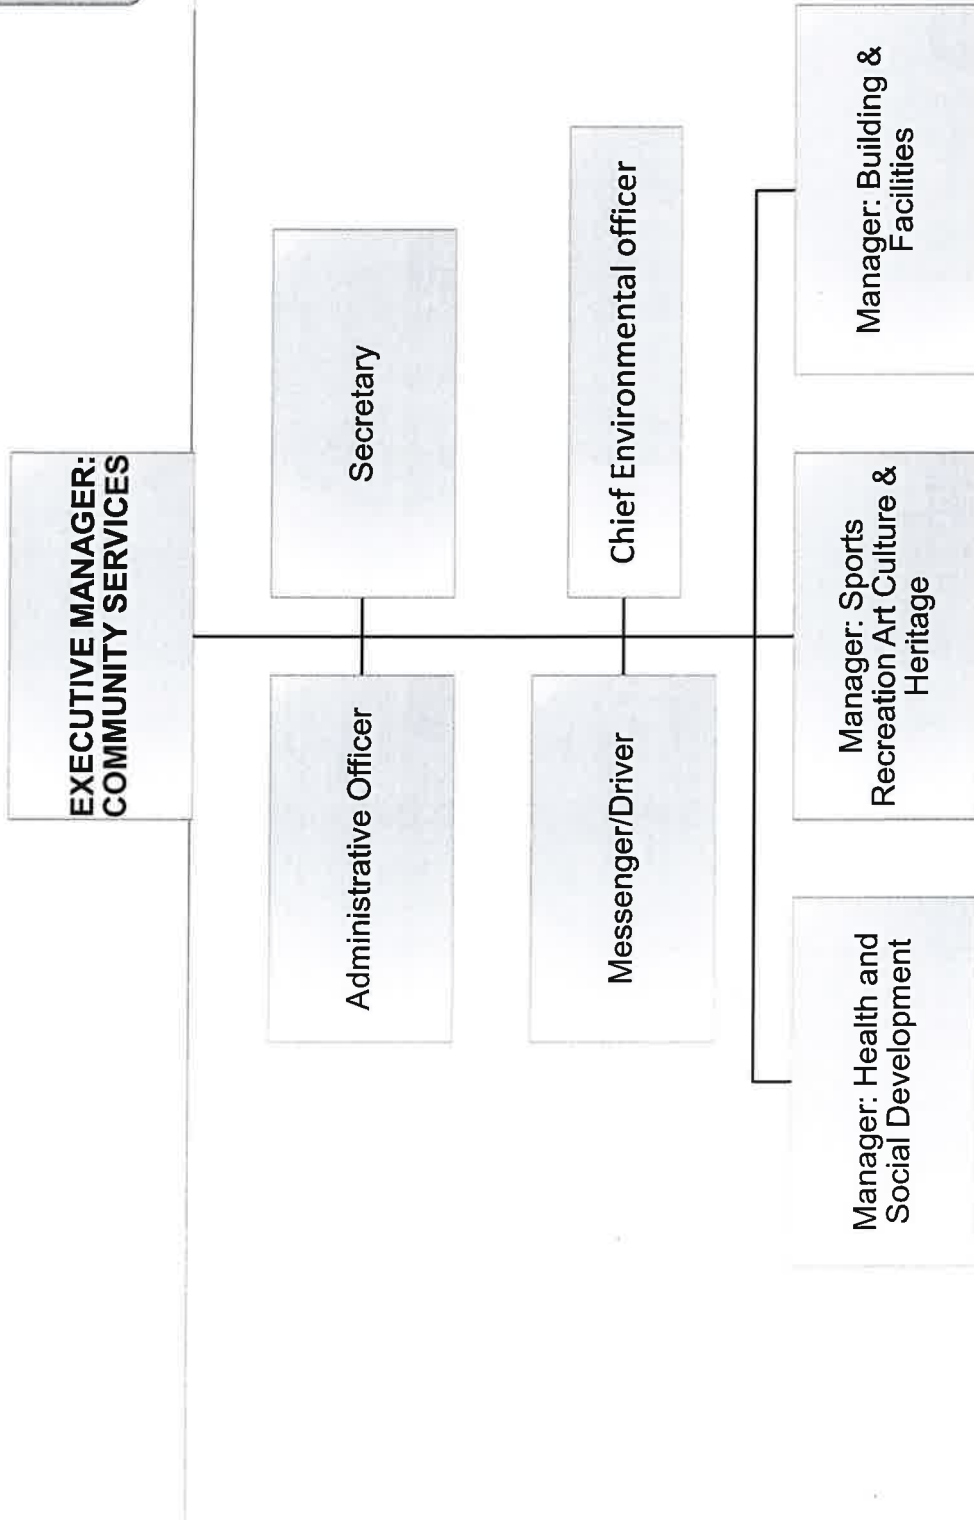 EXECUTIVE MANAGER:
COMMUNITY SERVICES
Administrative Officer
Secretary
Messenger/Driver
Chief Environmental officer
Manager: Health and
Social Development
Manager: Sports
Recreation Art Culture &
Heritage
Manager: Building &
Facilities